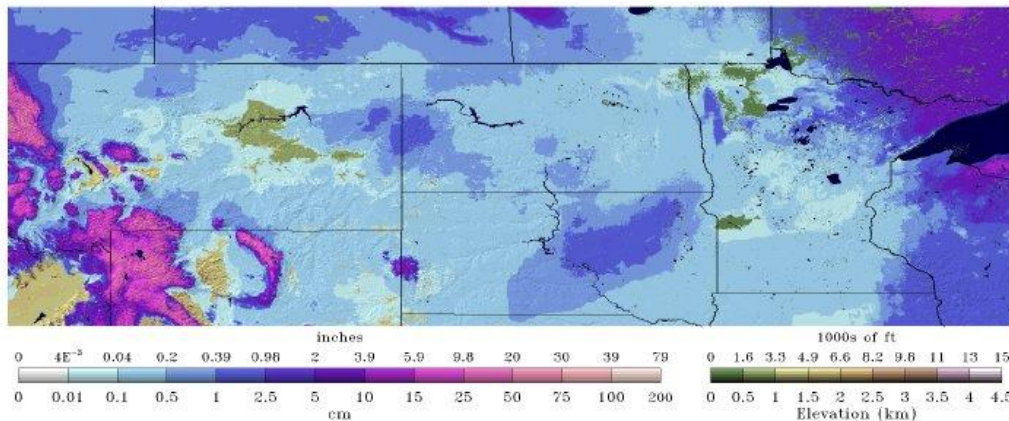 inches 1000s of ft
0 4E⁻³ 0.04 0.2 0.39 0.98 2 3.9 5.9 9.8 20 30 39 79 0 1.6 3.3 4.9 6.6 8.2 9.8 11 13 15
0 0.01 0.1 0.5 1 2.5 5 10 15 25 50 75 100 200 0 0.5 1 1.5 2 2.5 3 3.5 4 4.5
cm Elevation (km)